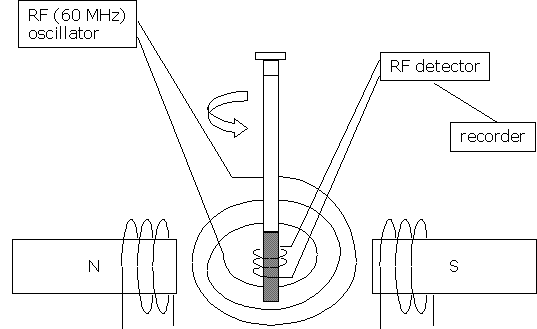 RF (60 MHz)
oscillator
RF detector
recorder
N
S